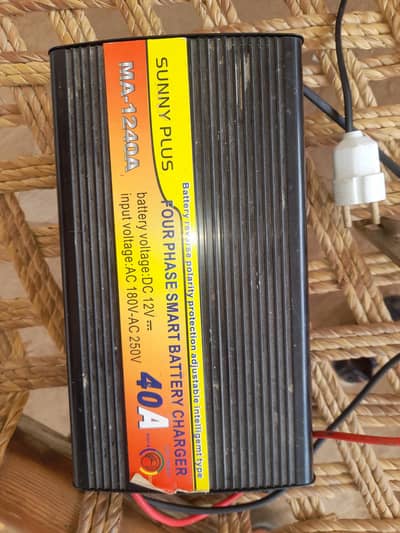 SUNNY PLUS
MA-1240A
Battery reverse polarity protection adjustable intelligemt type
FOUR PHASE SMART BATTERY CHARGER
battery voltage:DC 12V
input voltage:AC 180V-AC 250V
40A